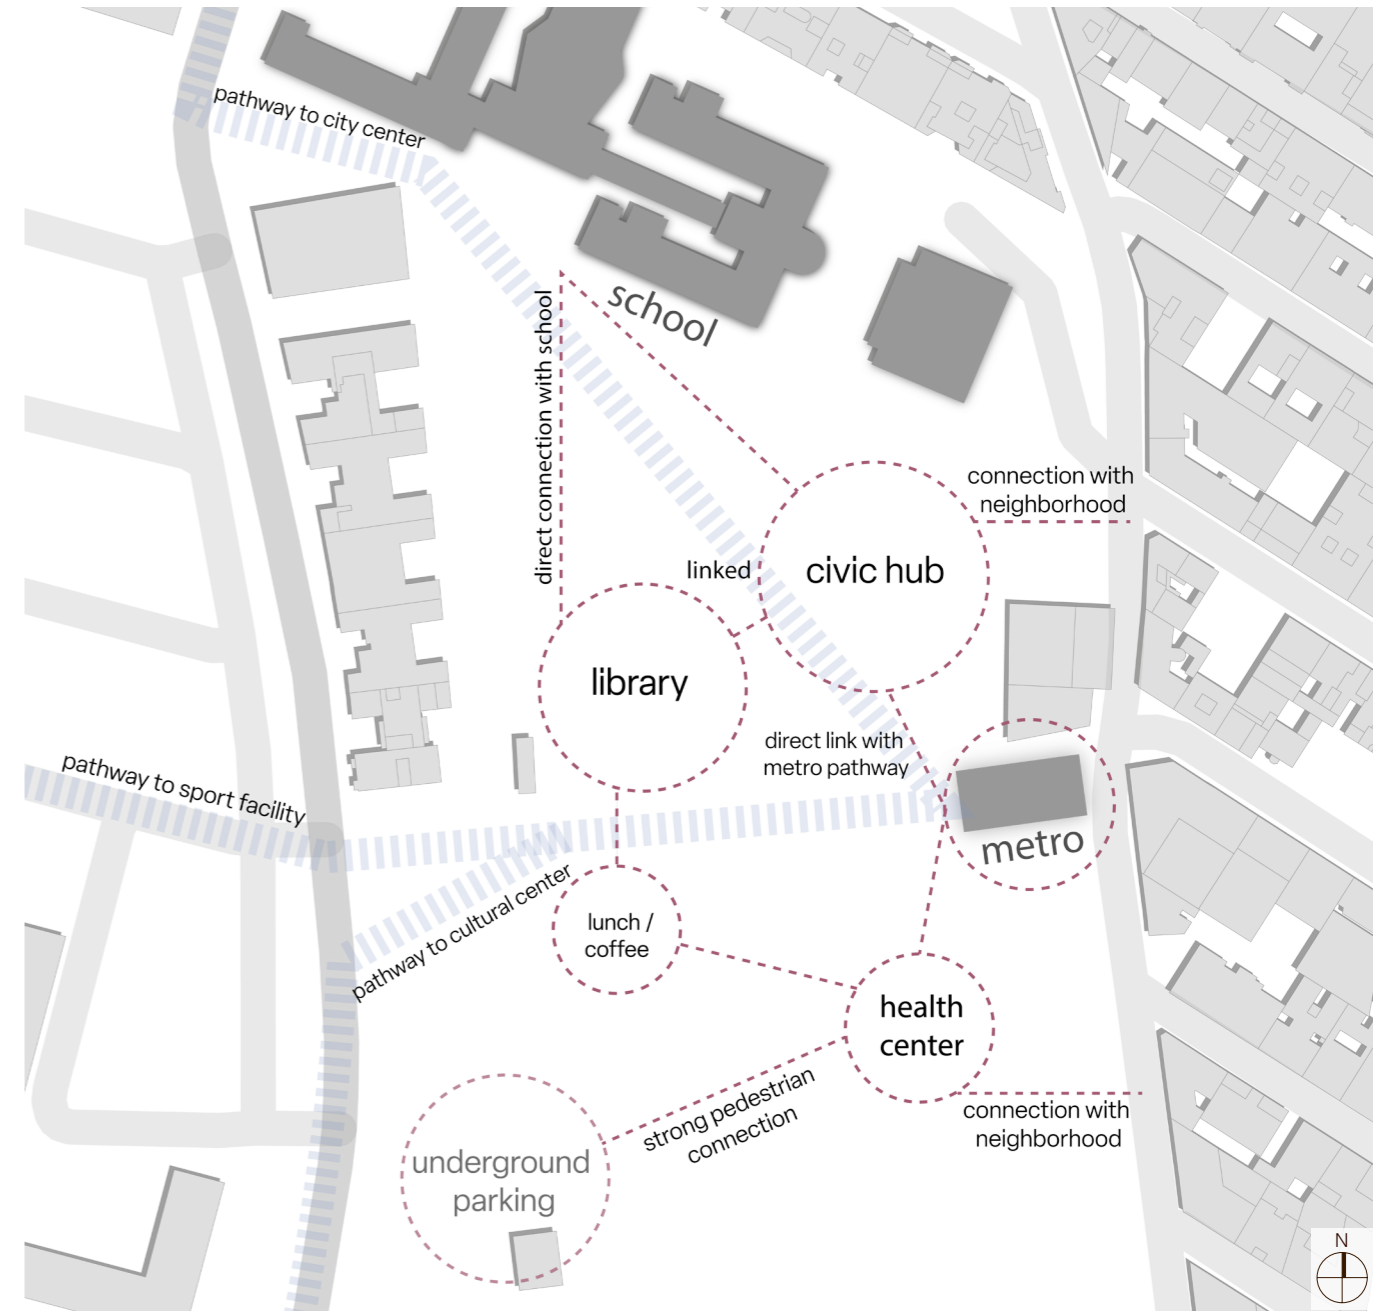 pathway to city center
school
direct connection with school
connection with
neighborhood
linked
civic hub
library
direct link with
metro pathway
pathway to sport facility
metro
pathway to cultural center
lunch /
coffee
health
center
strong pedestrian
connection
connection with
neighborhood
underground
parking
N